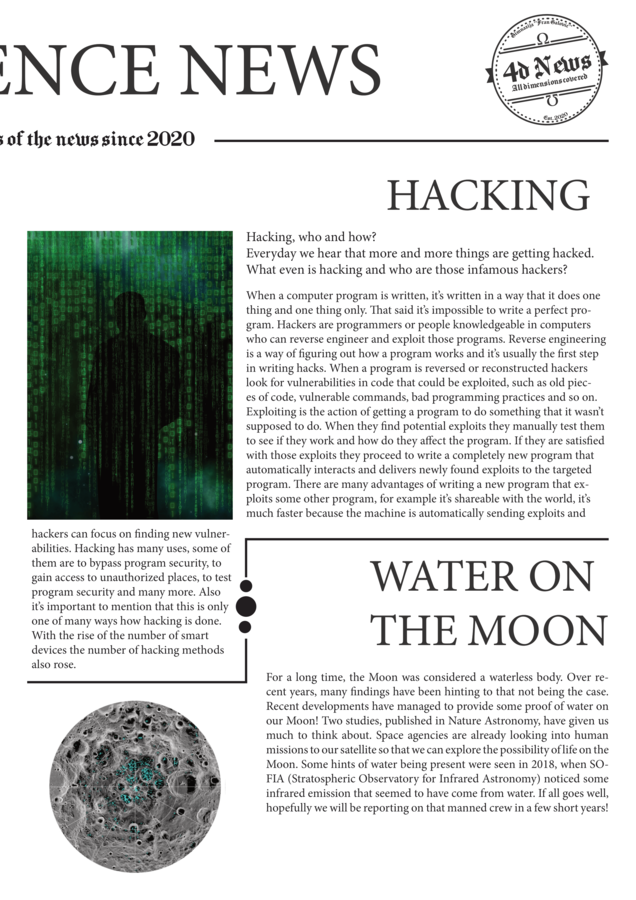 ENCE NEWS
Ω
4d News
All dimensions covered
Est. 2020
s of the news since 2020
HACKING
Hacking, who and how?
Everyday we hear that more and more things are getting hacked.
What even is hacking and who are those infamous hackers?
When a computer program is written, it's written in a way that it does one
thing and one thing only. That said it's impossible to write a perfect pro-
gram. Hackers are programmers or people knowledgeable in computers
who can reverse engineer and exploit those programs. Reverse engineering
is a way of figuring out how a program works and it's usually the first step
in writing hacks. When a program is reversed or reconstructed hackers
look for vulnerabilities in code that could be exploited, such as old piec-
es of code, vulnerable commands, bad programming practices and so on.
Exploiting is the action of getting a program to do something that it wasn't
supposed to do. When they find potential exploits they manually test them
to see if they work and how do they affect the program. If they are satisfied
with those exploits they proceed to write a completely new program that
automatically interacts and delivers newly found exploits to the targeted
program. There are many advantages of writing a new program that ex-
ploits some other program, for example it's shareable with the world, it's
much faster because the machine is automatically sending exploits and
hackers can focus on finding new vulner-
abilities. Hacking has many uses, some of
them are to bypass program security, to
gain access to unauthorized places, to test
program security and many more. Also
it's important to mention that this is only
one of many ways how hacking is done.
With the rise of the number of smart
devices the number of hacking methods
also rose.
WATER ON
THE MOON
For a long time, the Moon was considered a waterless body. Over re-
cent years, many findings have been hinting to that not being the case.
Recent developments have managed to provide some proof of water on
our Moon! Two studies, published in Nature Astronomy, have given us
much to think about. Space agencies are already looking into human
missions to our satellite so that we can explore the possibility of life on the
Moon. Some hints of water being present were seen in 2018, when SO-
FIA (Stratospheric Observatory for Infrared Astronomy) noticed some
infrared emission that seemed to have come from water. If all goes well,
hopefully we will be reporting on that manned crew in a few short years!